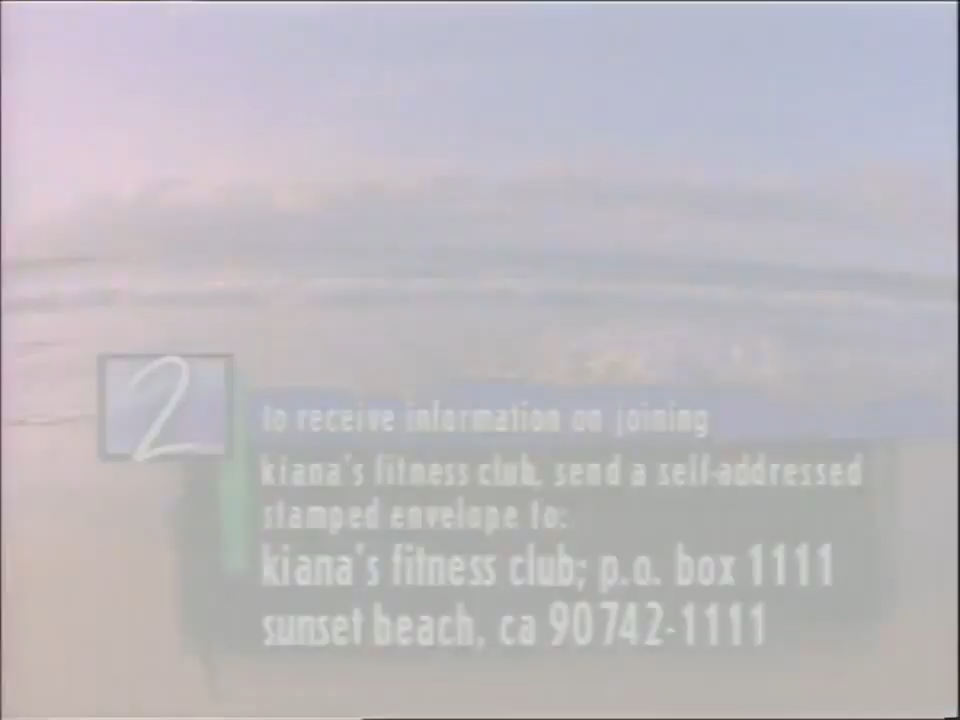 2
to receive information on joining
kiana's fitness club, send a self-addressed
stamped envelope to:
kiana's fitness club; p.o. box 1111
sunset beach, ca 90742-1111